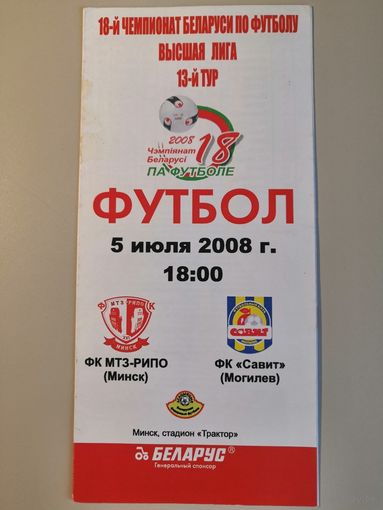 18-й ЧЕМПИОНАТ БЕЛАРУСИ ПО ФУТБОЛУ
ВЫСШАЯ ЛИГА
13-й ТУР
2008
Чэмпіянат
Беларусі
18
ПА ФУТБОЛЕ
ФУТБОЛ
5 июля 2008 г.
18:00
МТЗ-РИПО
МИНСК
САВИТ
ФК МТЗ-РИПО
(Минск)
ФК «Савит»
(Могилев)
Минск, стадион «Трактор»
БЕЛАРУС®
Генеральный спонсор